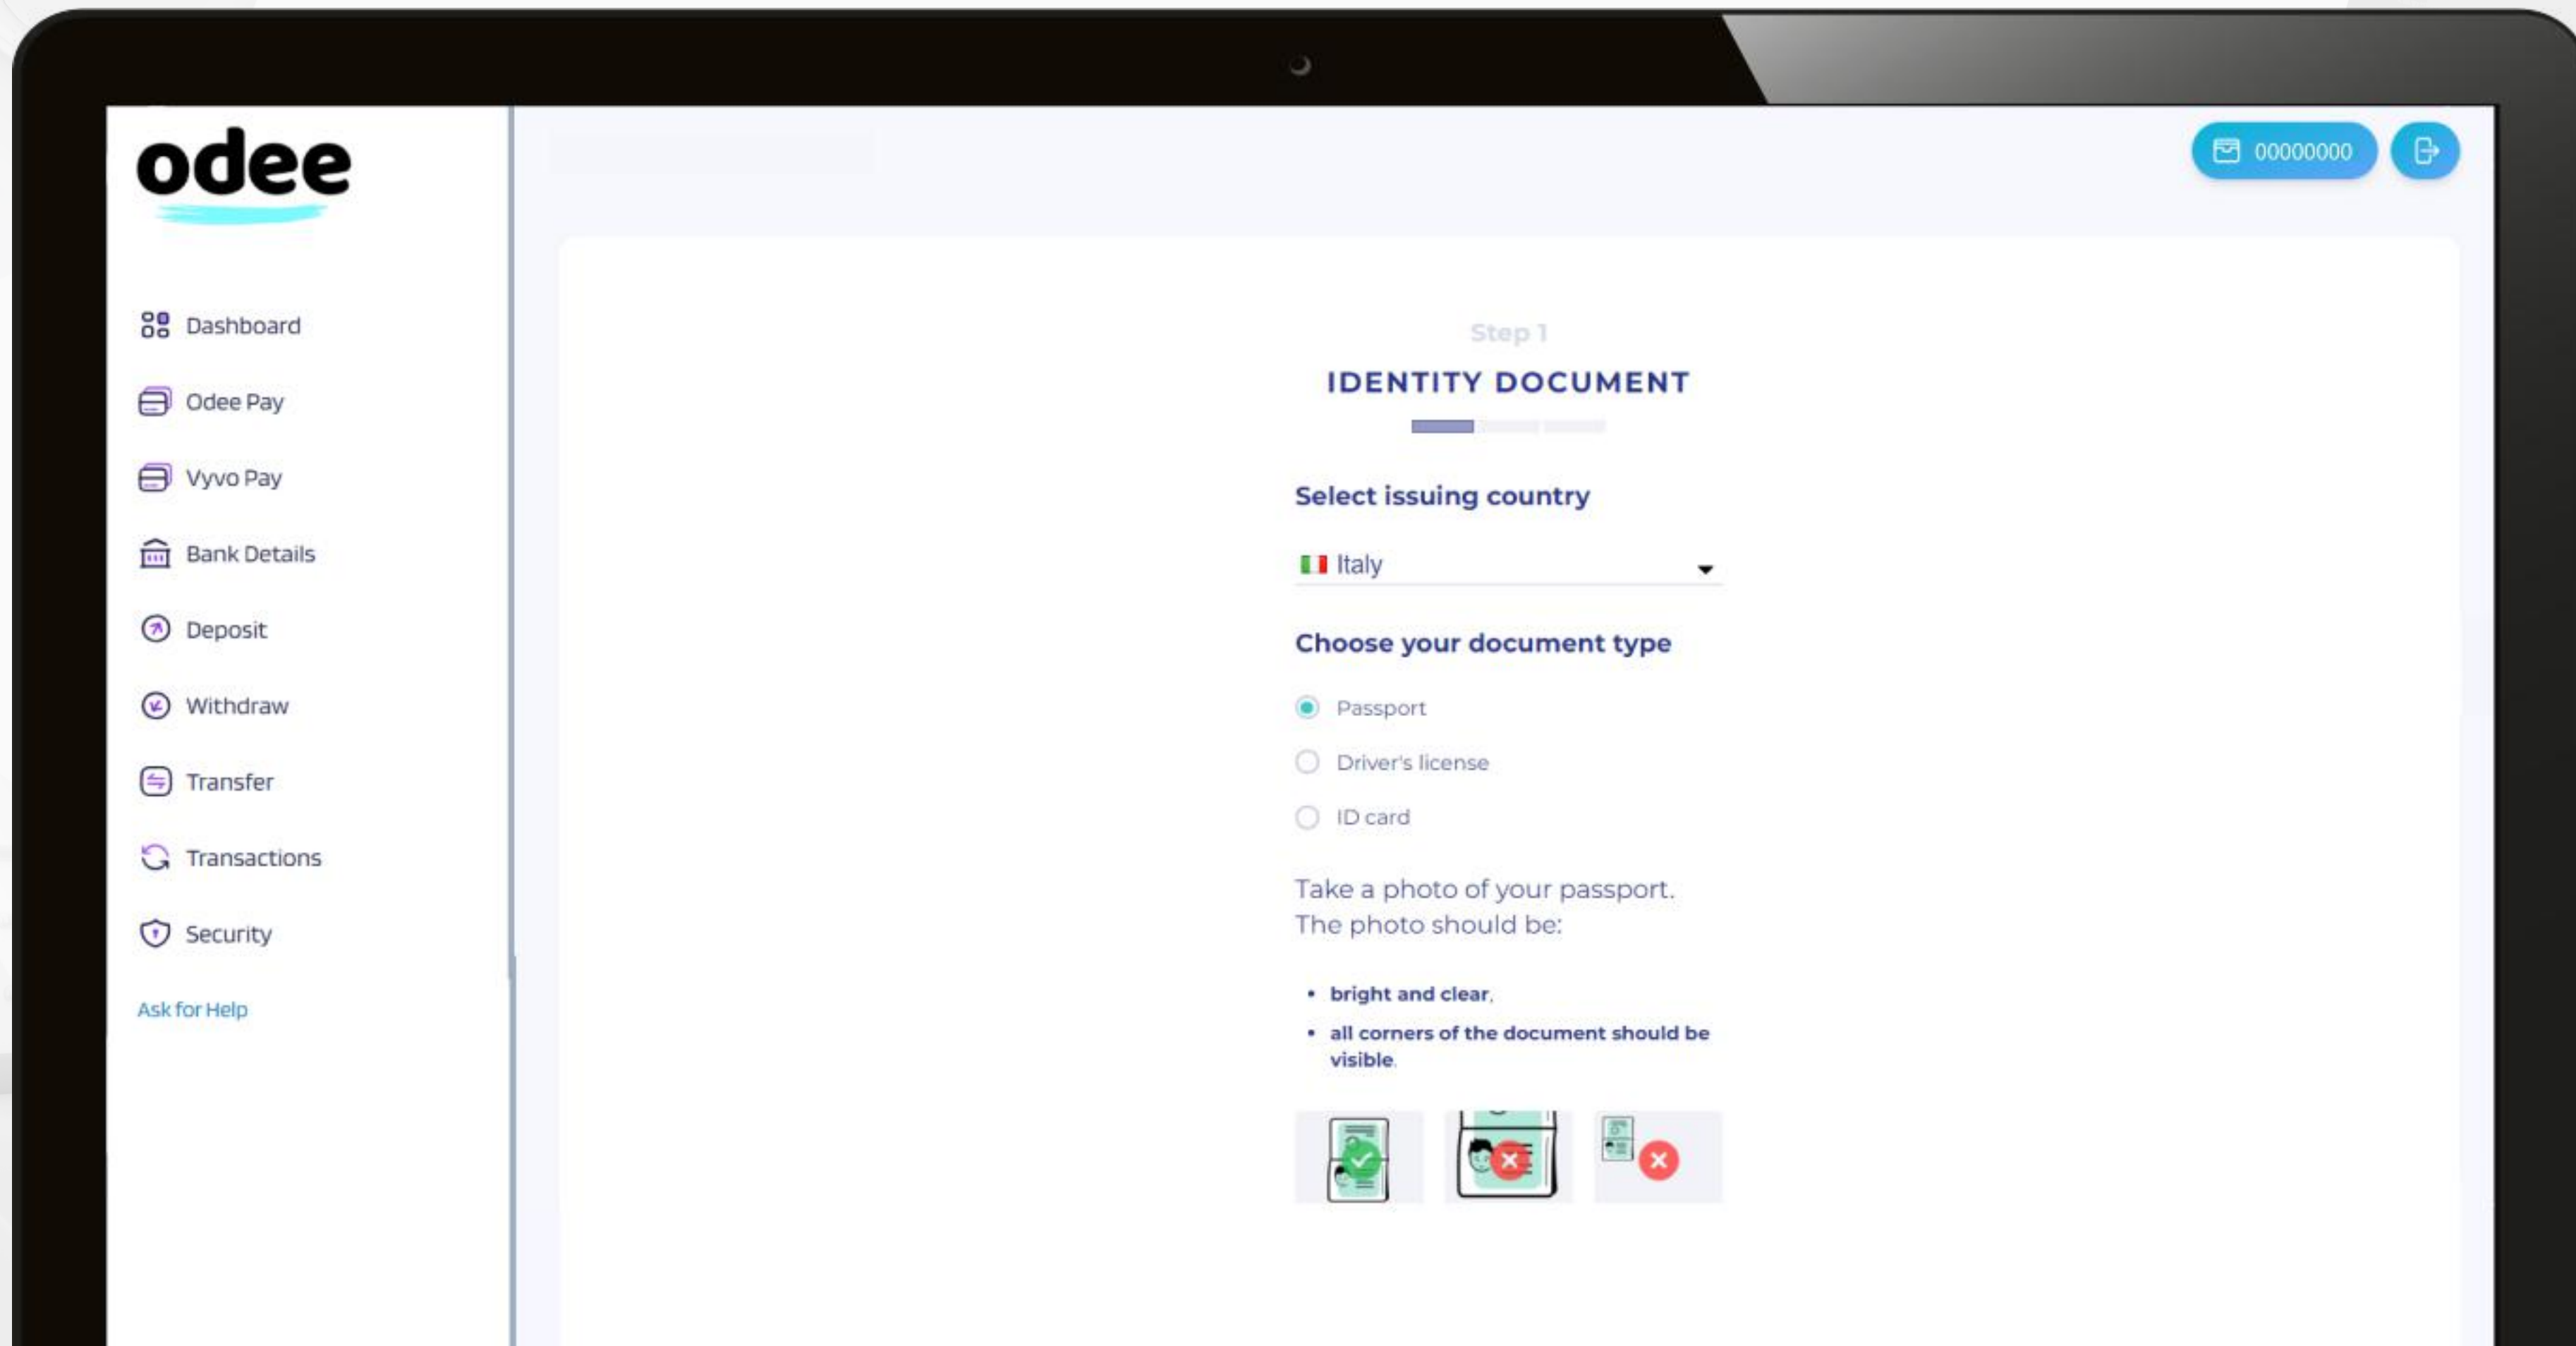 odee
00000000
Dashboard
Odee Pay
Vyvo Pay
Bank Details
Deposit
Withdraw
Transfer
Transactions
Security
Ask for Help
Step 1
IDENTITY DOCUMENT
Select issuing country
Italy
Choose your document type
Passport
Driver's license
ID card
Take a photo of your passport.
The photo should be:
• bright and clear,
• all corners of the document should be
visible.